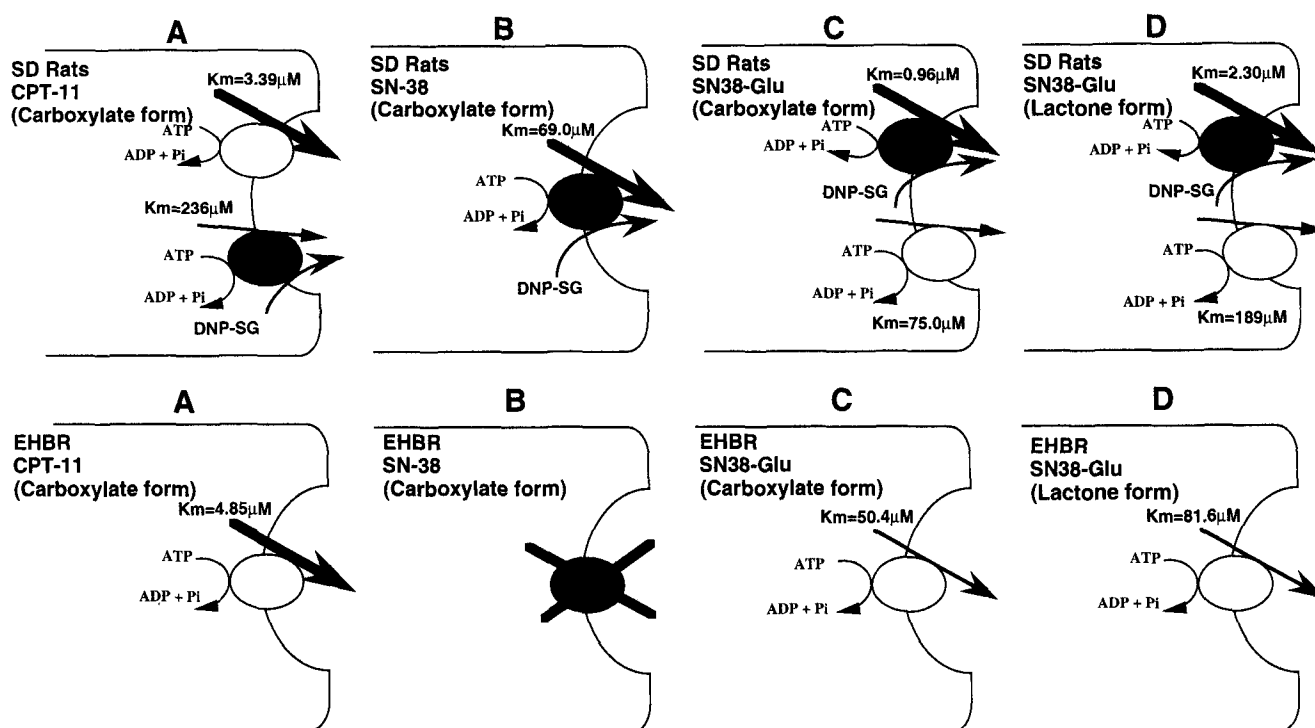 A
SD Rats
CPT-11
(Carboxylate form)
Km=3.39μM
ATP
ADP + Pi
Km=236μM
ATP
ADP + Pi
DNP-SG
B
SD Rats
SN-38
(Carboxylate form)
Km=69.0μM
ATP
ADP + Pi
DNP-SG
C
SD Rats
SN38-Glu
(Carboxylate form)
Km=0.96μM
ATP
ADP + Pi
DNP-SG
ATP
ADP + Pi
Km=75.0μM
D
SD Rats
SN38-Glu
(Lactone form)
Km=2.30μM
ATP
ADP + Pi
DNP-SG
ATP
ADP + Pi
Km=189μM
A
EHBR
CPT-11
(Carboxylate form)
Km=4.85μM
ATP
ADP + Pi
B
EHBR
SN-38
(Carboxylate form)
C
EHBR
SN38-Glu
(Carboxylate form)
Km=50.4μM
ATP
ADP + Pi
D
EHBR
SN38-Glu
(Lactone form)
Km=81.6μM
ATP
ADP + Pi